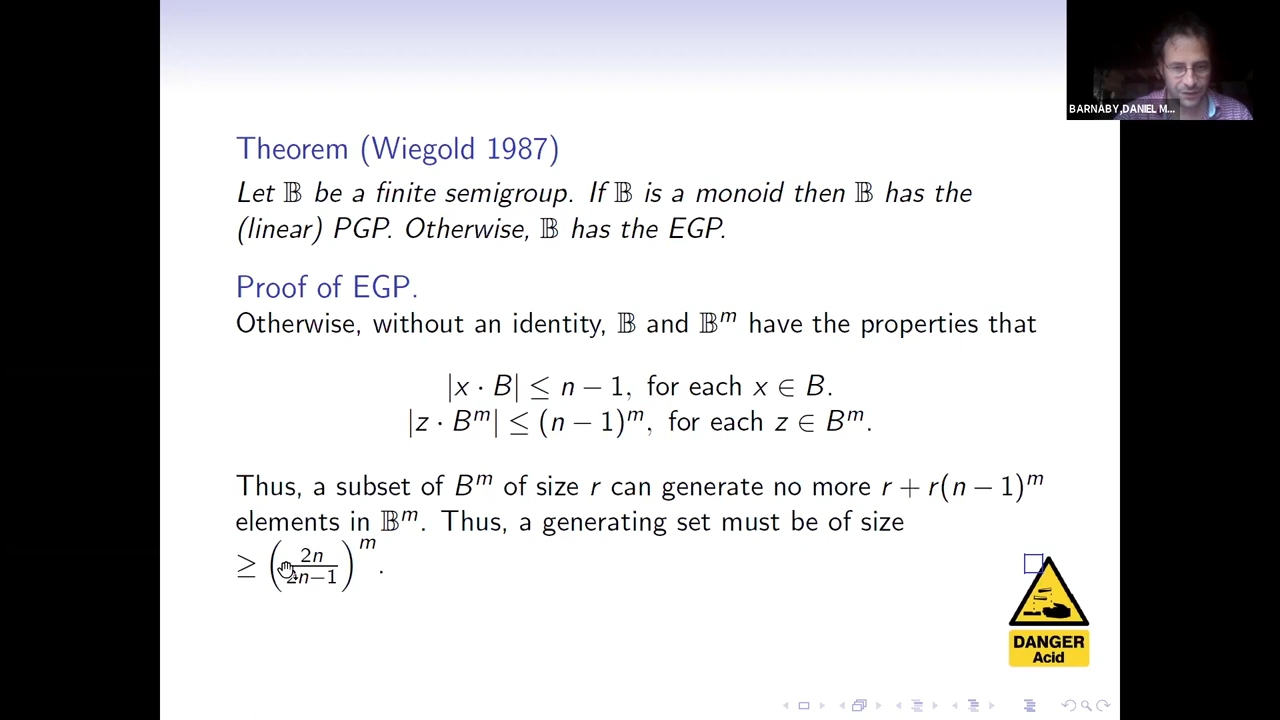 BARNABY,DANIEL M...
Theorem (Wiegold 1987)
Let 𝔹 be a finite semigroup. If 𝔹 is a monoid then 𝔹 has the
(linear) PGP. Otherwise, 𝔹 has the EGP.
Proof of EGP.
Otherwise, without an identity, 𝔹 and 𝔹^m have the properties that
|x · B| ≤ n − 1, for each x ∈ B.
|z · B^m| ≤ (n − 1)^m, for each z ∈ B^m.
Thus, a subset of B^m of size r can generate no more r + r(n − 1)^m
elements in 𝔹^m. Thus, a generating set must be of size
≥ (2n/2n−1)^m.
DANGER
Acid